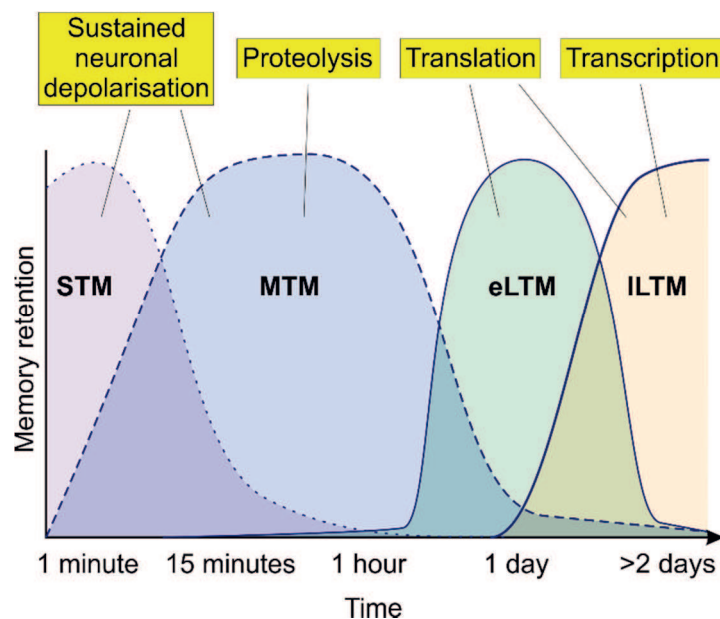 Sustained
neuronal
depolarisation
Proteolysis
Translation
Transcription
Memory retention
STM
MTM
eLTM
lLTM
1 minute
15 minutes
1 hour
1 day
>2 days
Time